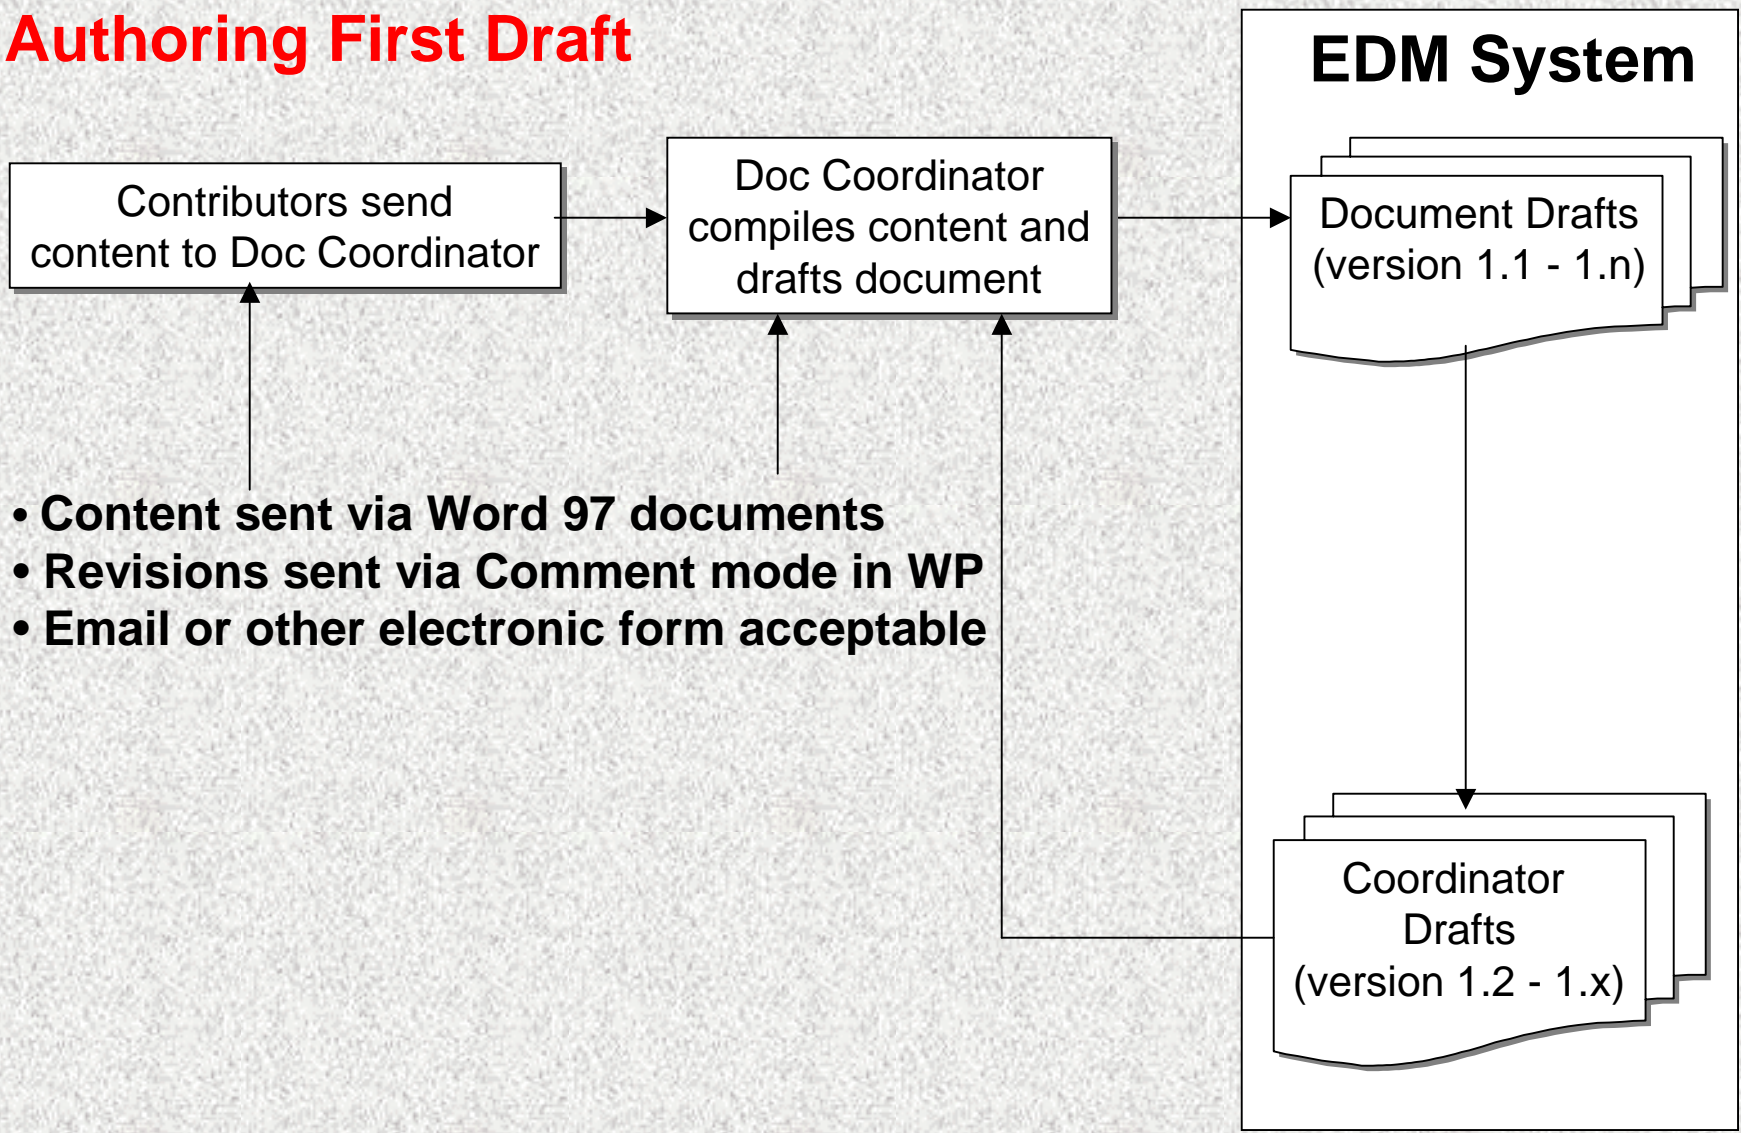 Authoring First Draft
EDM System
Contributors send
content to Doc Coordinator
Doc Coordinator
compiles content and
drafts document
Document Drafts
(version 1.1 - 1.n)
• Content sent via Word 97 documents
• Revisions sent via Comment mode in WP
• Email or other electronic form acceptable
Coordinator
Drafts
(version 1.2 - 1.x)